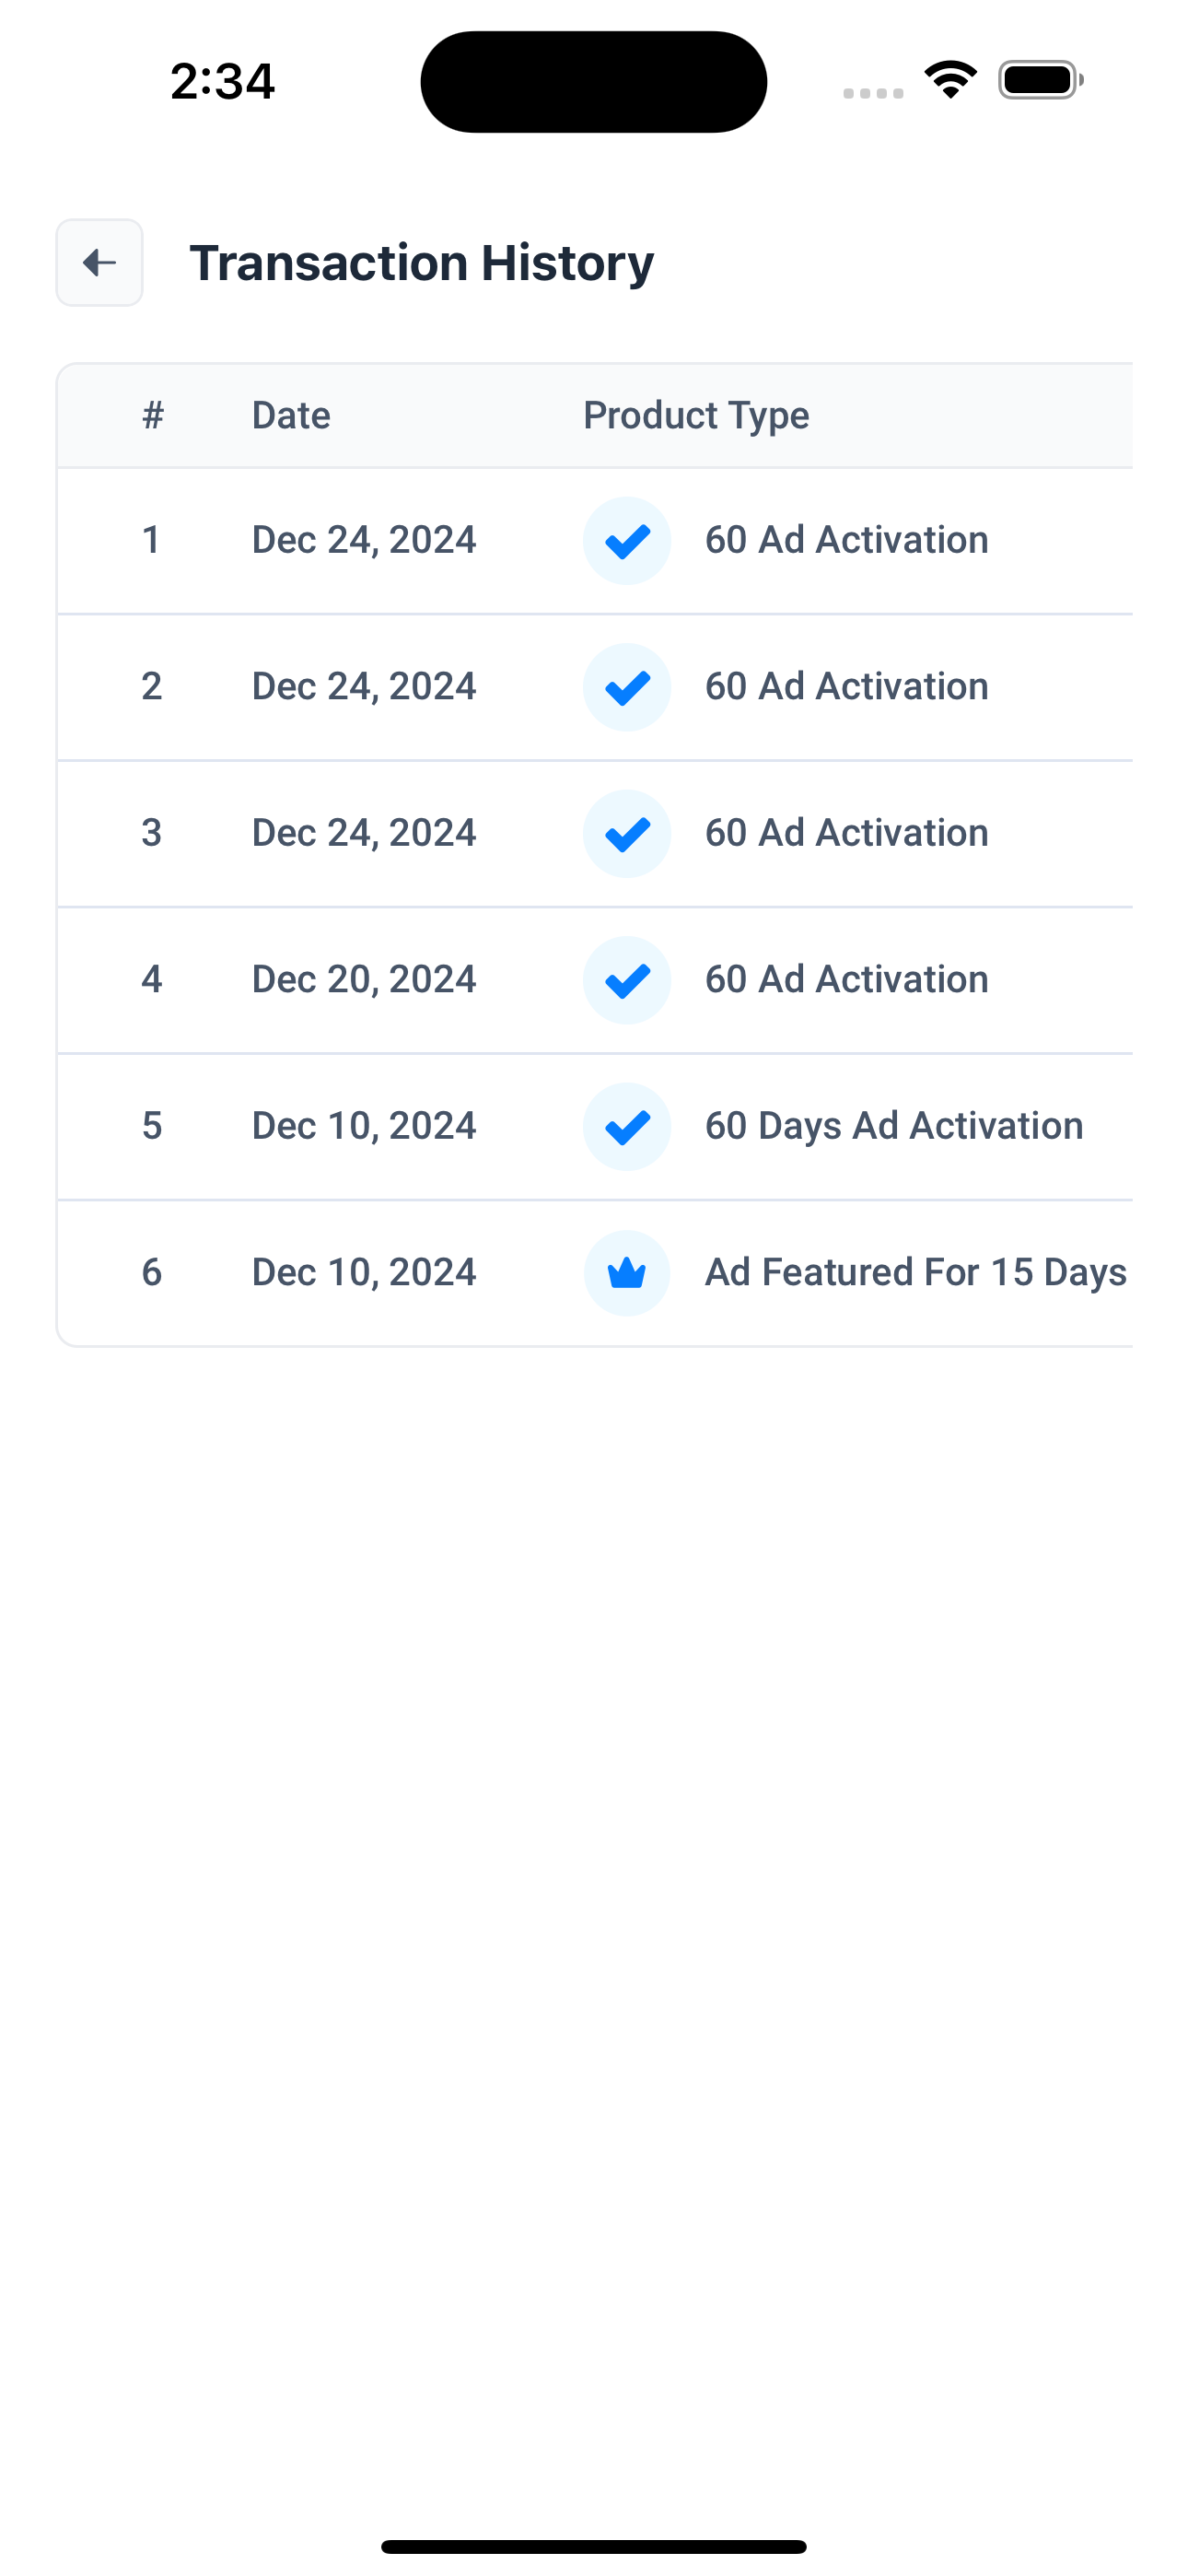 2:34
Transaction History
# Date Product Type
1 Dec 24, 2024 60 Ad Activation
2 Dec 24, 2024 60 Ad Activation
3 Dec 24, 2024 60 Ad Activation
4 Dec 20, 2024 60 Ad Activation
5 Dec 10, 2024 60 Days Ad Activation
6 Dec 10, 2024 Ad Featured For 15 Days